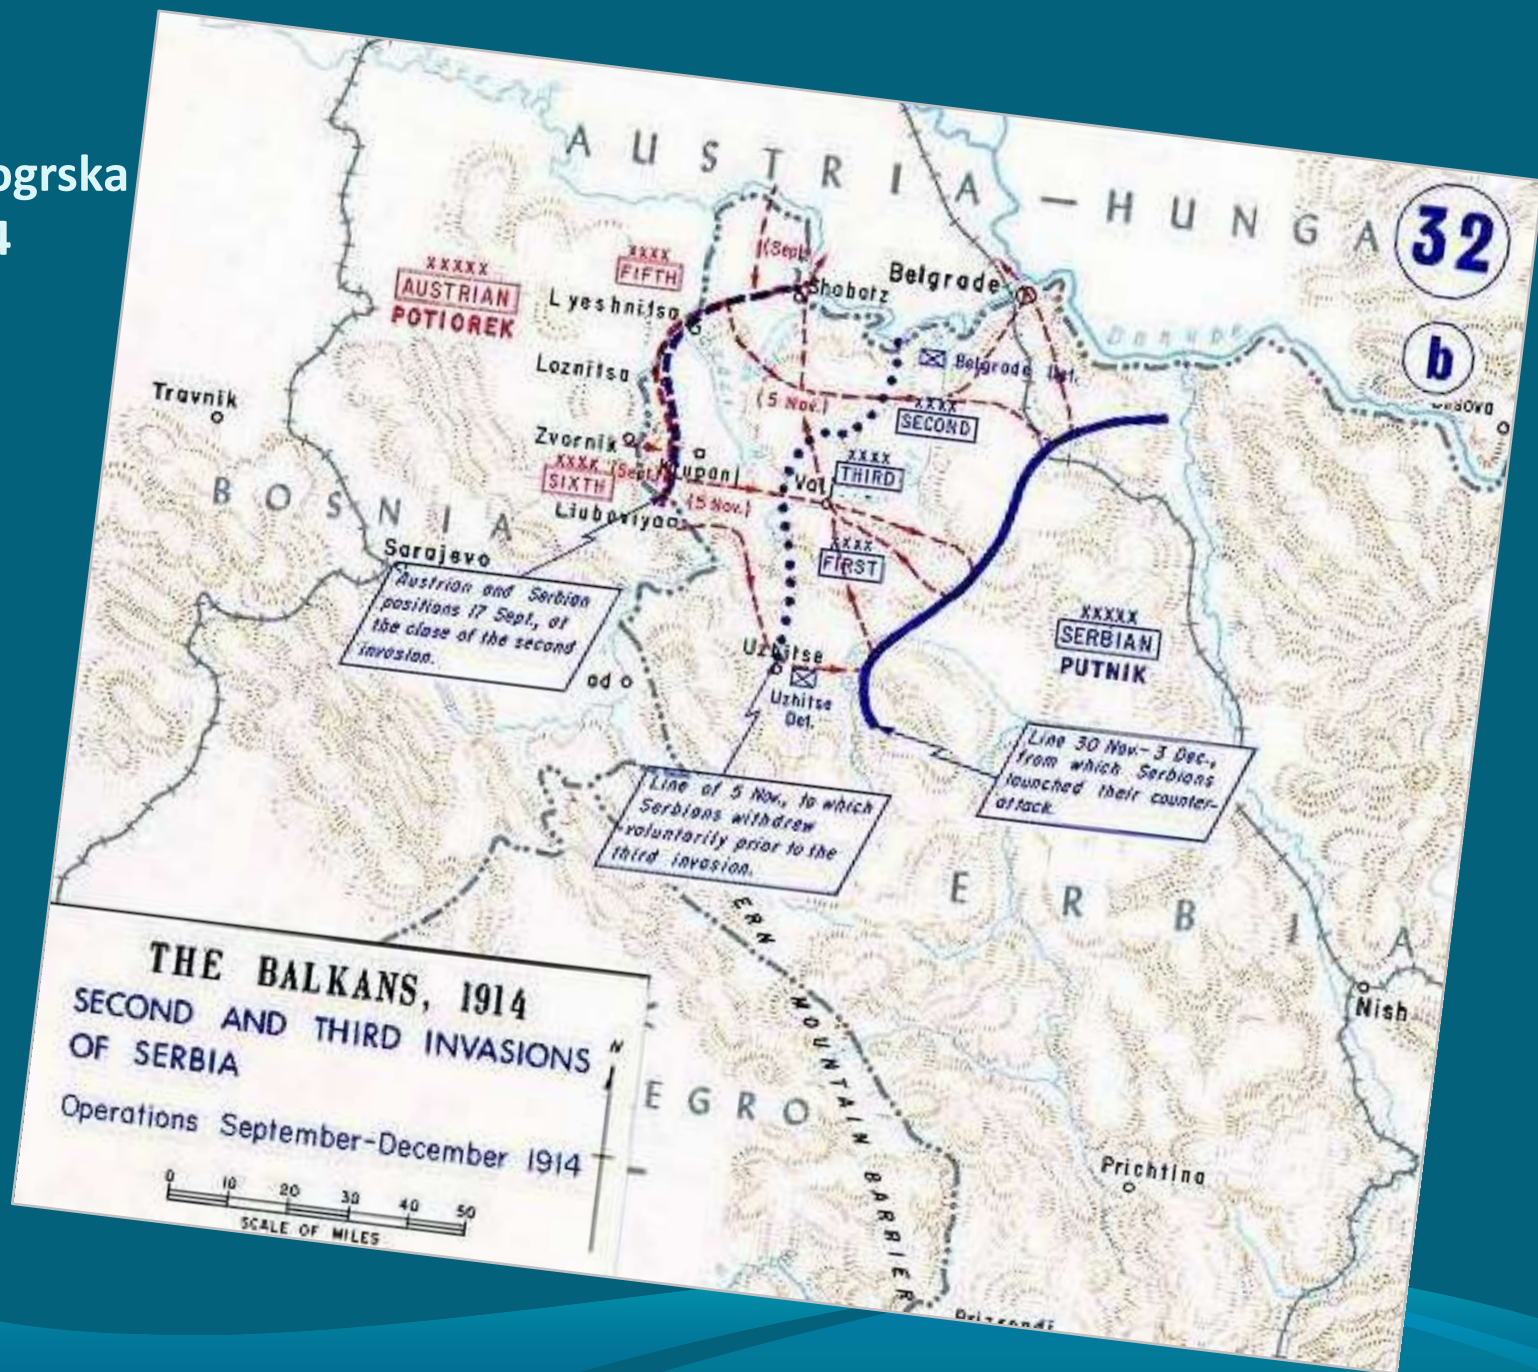 ogrska
4
AUSTRIA-HUNGA
32
b
XXXXX
AUSTRIAN
POTIOREK
XXXX
FIFTH
(Sept
Lyeshnitsa
Shabatz
Belgrade
Danube
Loznitsa
Belgrade Det.
(5 Nov.)
XXXX
SECOND
Travnik
Zvornik
XXXX
SIXTH
(Sept.)
Krupanj
(5 Nov.)
Val
XXXX
THIRD
Liuboviya
BOSNIA
Sarajevo
XXXX
FIRST
Austrian and Serbian
positions 17 Sept., at
the close of the second
invasion.
XXXXX
SERBIAN
PUTNIK
Uzhitse
ad
Uzhitse
Det.
Line 30 Nov.-3 Dec.,
from which Serbians
launched their counter-
attack.
Line of 5 Nov., to which
Serbians withdrew
voluntarily prior to the
third invasion.
ERBIA
ERN MOUNTAIN BARRIER
Nish
EGRO
Prichtina
THE BALKANS, 1914
SECOND AND THIRD INVASIONS
OF SERBIA
Operations September-December 1914
N
0 10 20 30 40 50
SCALE OF MILES